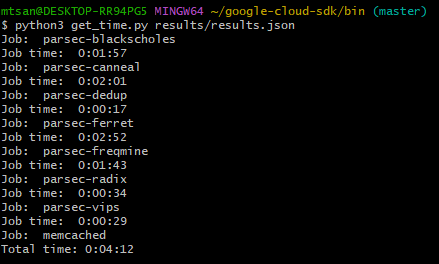 mtsan@DESKTOP-RR94PG5 MINGW64 ~/google-cloud-sdk/bin (master)
$ python3 get_time.py results/results.json
Job:  parsec-blackscholes
Job time:  0:01:57
Job:  parsec-canneal
Job time:  0:02:01
Job:  parsec-dedup
Job time:  0:00:17
Job:  parsec-ferret
Job time:  0:02:52
Job:  parsec-freqmine
Job time:  0:01:43
Job:  parsec-radix
Job time:  0:00:34
Job:  parsec-vips
Job time:  0:00:29
Job:  memcached
Total time: 0:04:12